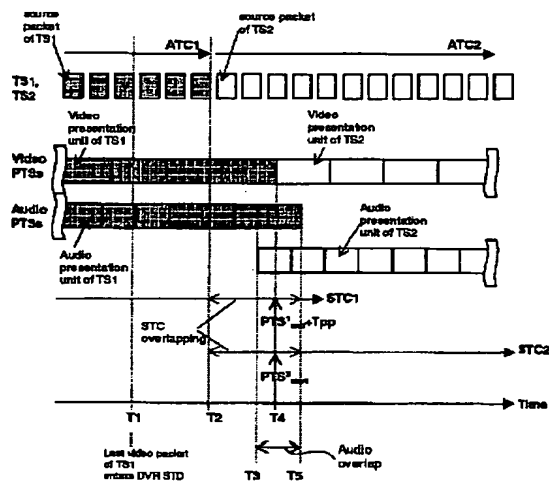 source packet
of TS1
ATC1
source packet
of TS2
ATC2
TS1,
TS2
Video
presentation
unit of TS1
Video
presentation
unit of TS2
Video
PTSs
Audio
PTSs
Audio
presentation
unit of TS1
Audio
presentation
unit of TS2
STC1
STC
overlapping
+Tpp
STC2
Time
T1
T2
T4
Last video packet
of TS1
enters DVR STD
T3
T5
Audio
overlap